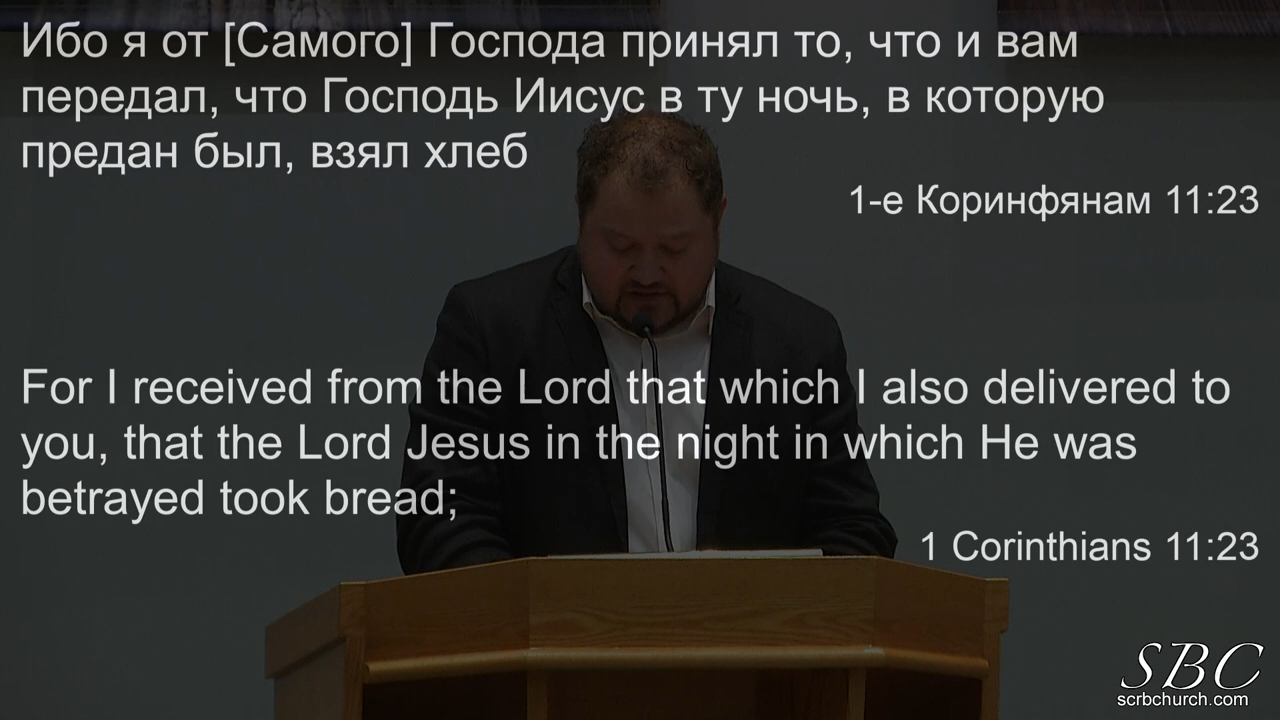 Ибо я от [Самого] Господа принял то, что и вам
передал, что Господь Иисус в ту ночь, в которую
предан был, взял хлеб
1-е Коринфянам 11:23
For I received from the Lord that which I also delivered to
you, that the Lord Jesus in the night in which He was
betrayed took bread;
1 Corinthians 11:23
SBC
scrbchurch.com